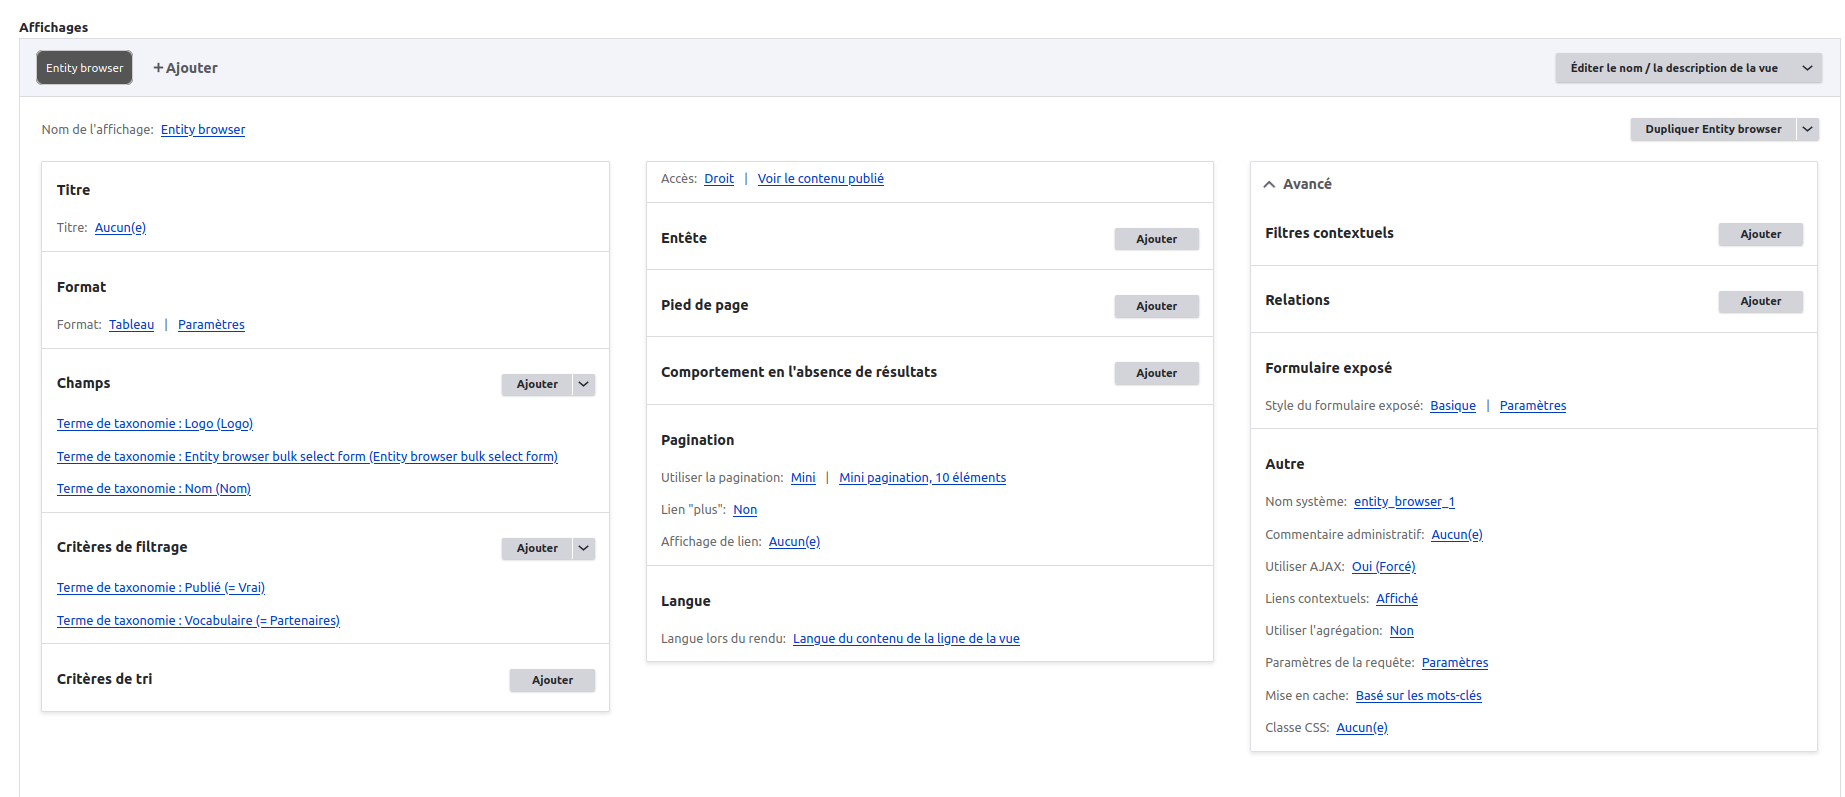 Affichages
Entity browser
+ Ajouter
Éditer le nom / la description de la vue
Nom de l'affichage: Entity browser
Dupliquer Entity browser
Titre
Titre: Aucun(e)
Format
Format: Tableau | Paramètres
Champs
Ajouter
Terme de taxonomie : Logo (Logo)
Terme de taxonomie : Entity browser bulk select form (Entity browser bulk select form)
Terme de taxonomie : Nom (Nom)
Critères de filtrage
Ajouter
Terme de taxonomie : Publié (= Vrai)
Terme de taxonomie : Vocabulaire (= Partenaires)
Critères de tri
Ajouter
Accès: Droit | Voir le contenu publié
Entête
Ajouter
Pied de page
Ajouter
Comportement en l'absence de résultats
Ajouter
Pagination
Utiliser la pagination: Mini | Mini pagination, 10 éléments
Lien "plus": Non
Affichage de lien: Aucun(e)
Langue
Langue lors du rendu: Langue du contenu de la ligne de la vue
Avancé
Filtres contextuels
Ajouter
Relations
Ajouter
Formulaire exposé
Style du formulaire exposé: Basique | Paramètres
Autre
Nom système: entity_browser_1
Commentaire administratif: Aucun(e)
Utiliser AJAX: Oui (Forcé)
Liens contextuels: Affiché
Utiliser l'agrégation: Non
Paramètres de la requête: Paramètres
Mise en cache: Basé sur les mots-clés
Classe CSS: Aucun(e)